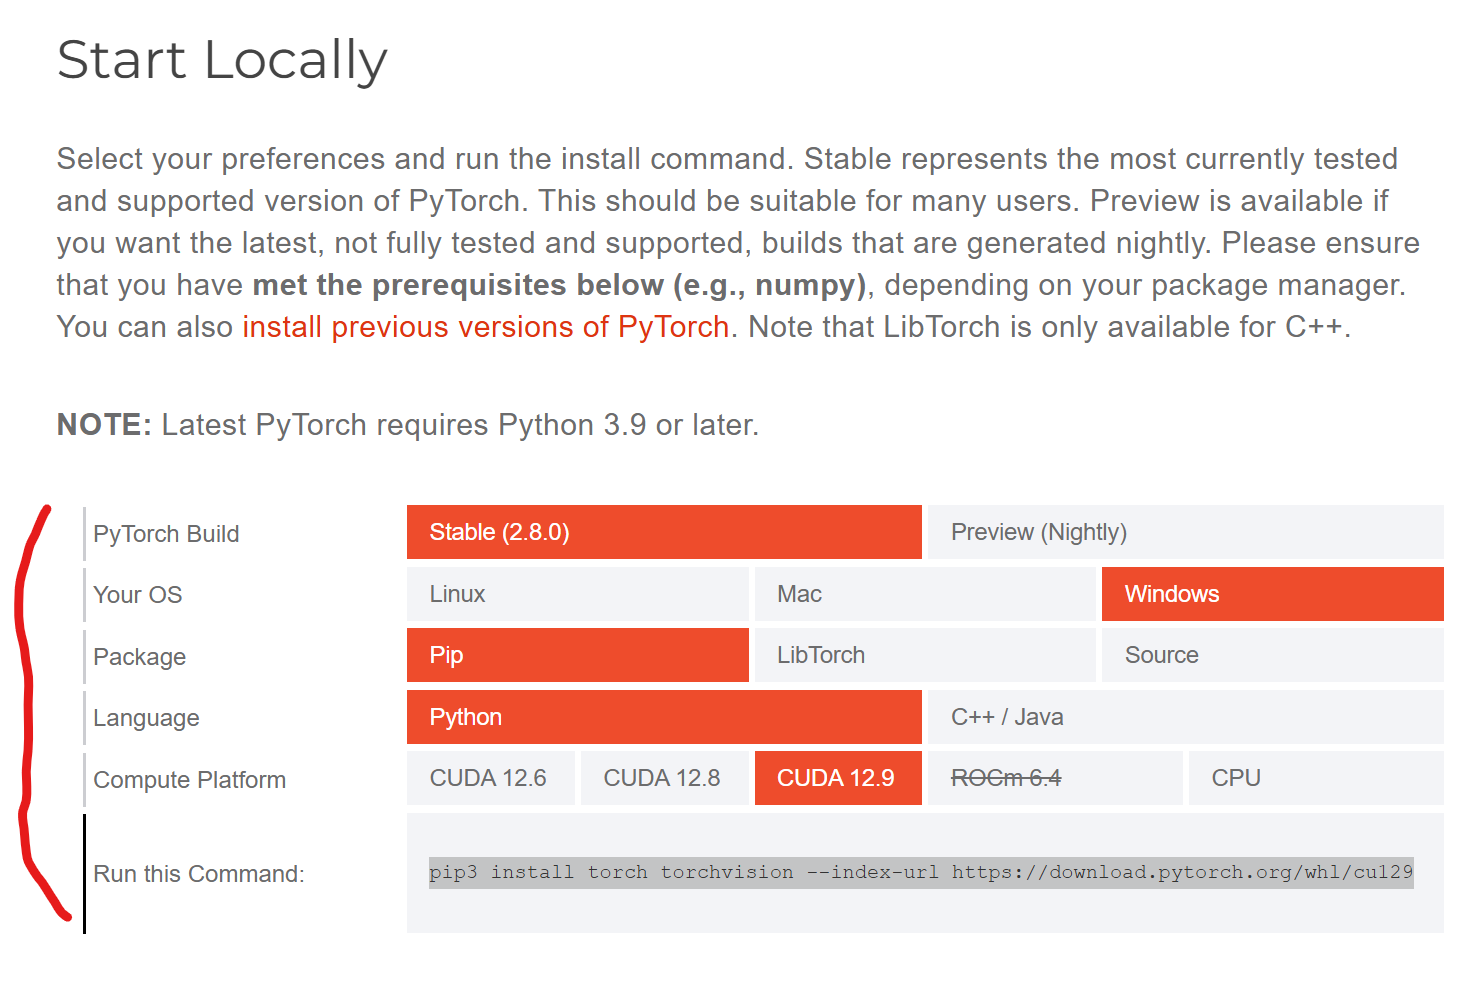 Start Locally
Select your preferences and run the install command. Stable represents the most currently tested
and supported version of PyTorch. This should be suitable for many users. Preview is available if
you want the latest, not fully tested and supported, builds that are generated nightly. Please ensure
that you have met the prerequisites below (e.g., numpy), depending on your package manager.
You can also install previous versions of PyTorch. Note that LibTorch is only available for C++.
NOTE: Latest PyTorch requires Python 3.9 or later.
PyTorch Build Stable (2.8.0) Preview (Nightly)
Your OS Linux Mac Windows
Package Pip LibTorch Source
Language Python C++ / Java
Compute Platform CUDA 12.6 CUDA 12.8 CUDA 12.9 ROCm 6.4 CPU
Run this Command: pip3 install torch torchvision --index-url https://download.pytorch.org/whl/cu129